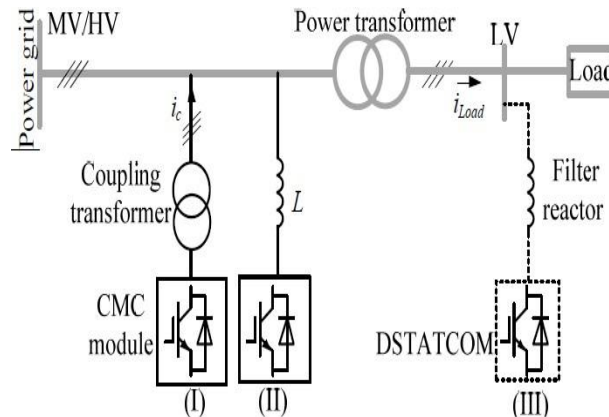 Power grid
MV/HV
Power transformer
LV
Load
i_c
i_Load
Coupling
transformer
L
Filter
reactor
CMC
module
DSTATCOM
(I)
(II)
(III)